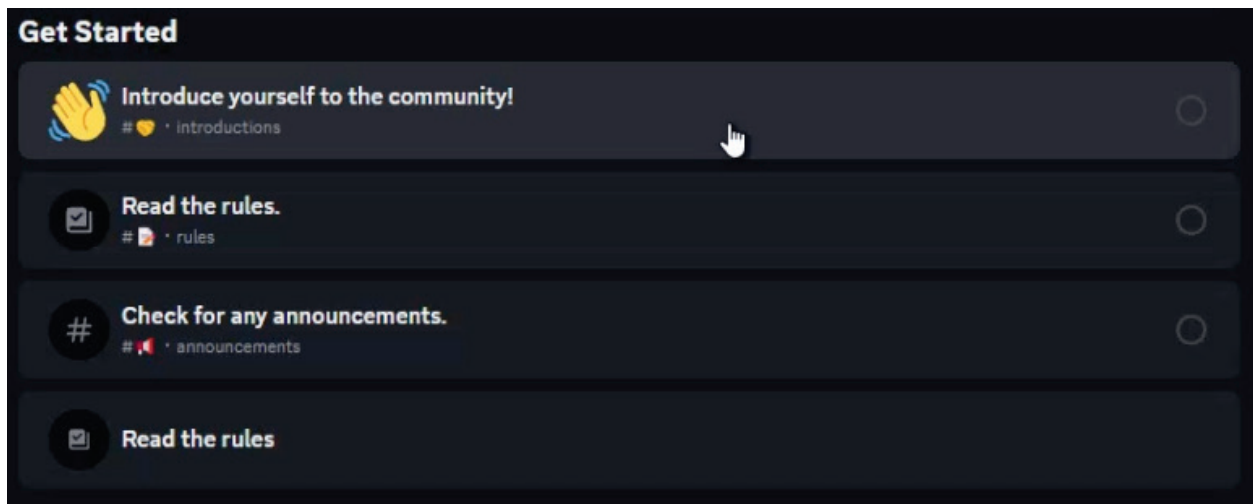 Get Started
Introduce yourself to the community!
#🤝 · introductions
Read the rules.
#📝 · rules
Check for any announcements.
#📢 · announcements
Read the rules